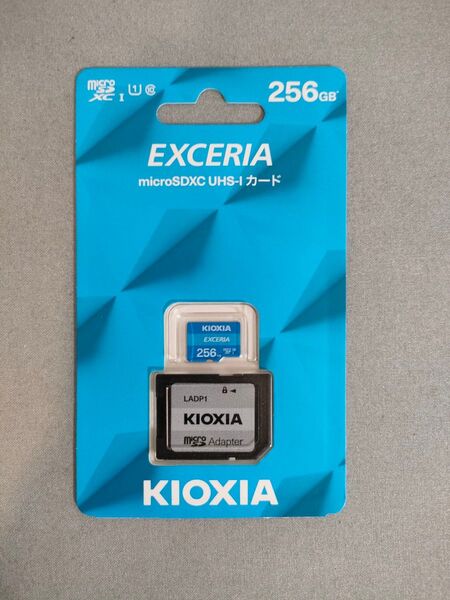 micro SD XC I U1 10
256GB*
EXCERIA
microSDXC UHS-I カード
KIOXIA
EXCERIA
256
LADP1
KIOXIA
micro SD Adapter
KIOXIA